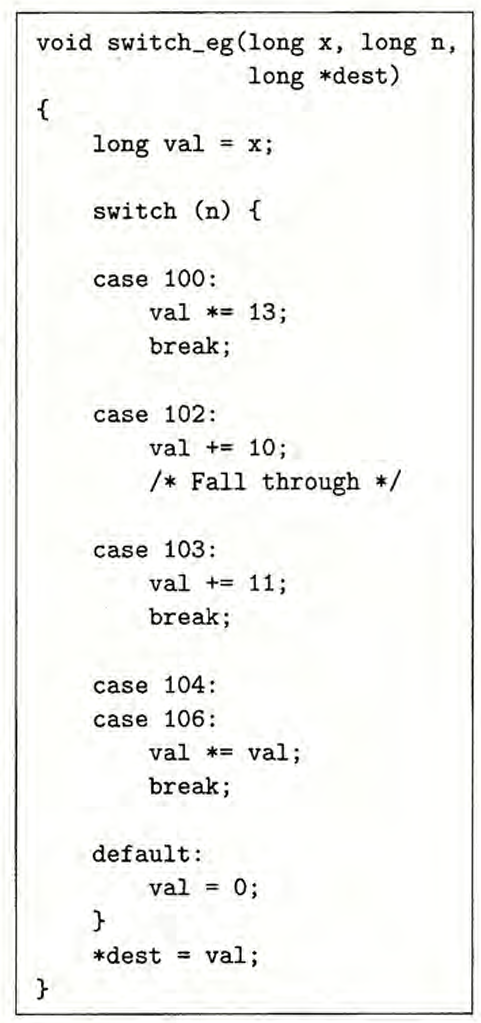 void switch_eg(long x, long n,
               long *dest)
{
    long val = x;

    switch (n) {

    case 100:
        val *= 13;
        break;

    case 102:
        val += 10;
        /* Fall through */

    case 103:
        val += 11;
        break;

    case 104:
    case 106:
        val *= val;
        break;

    default:
        val = 0;
    }
    *dest = val;
}